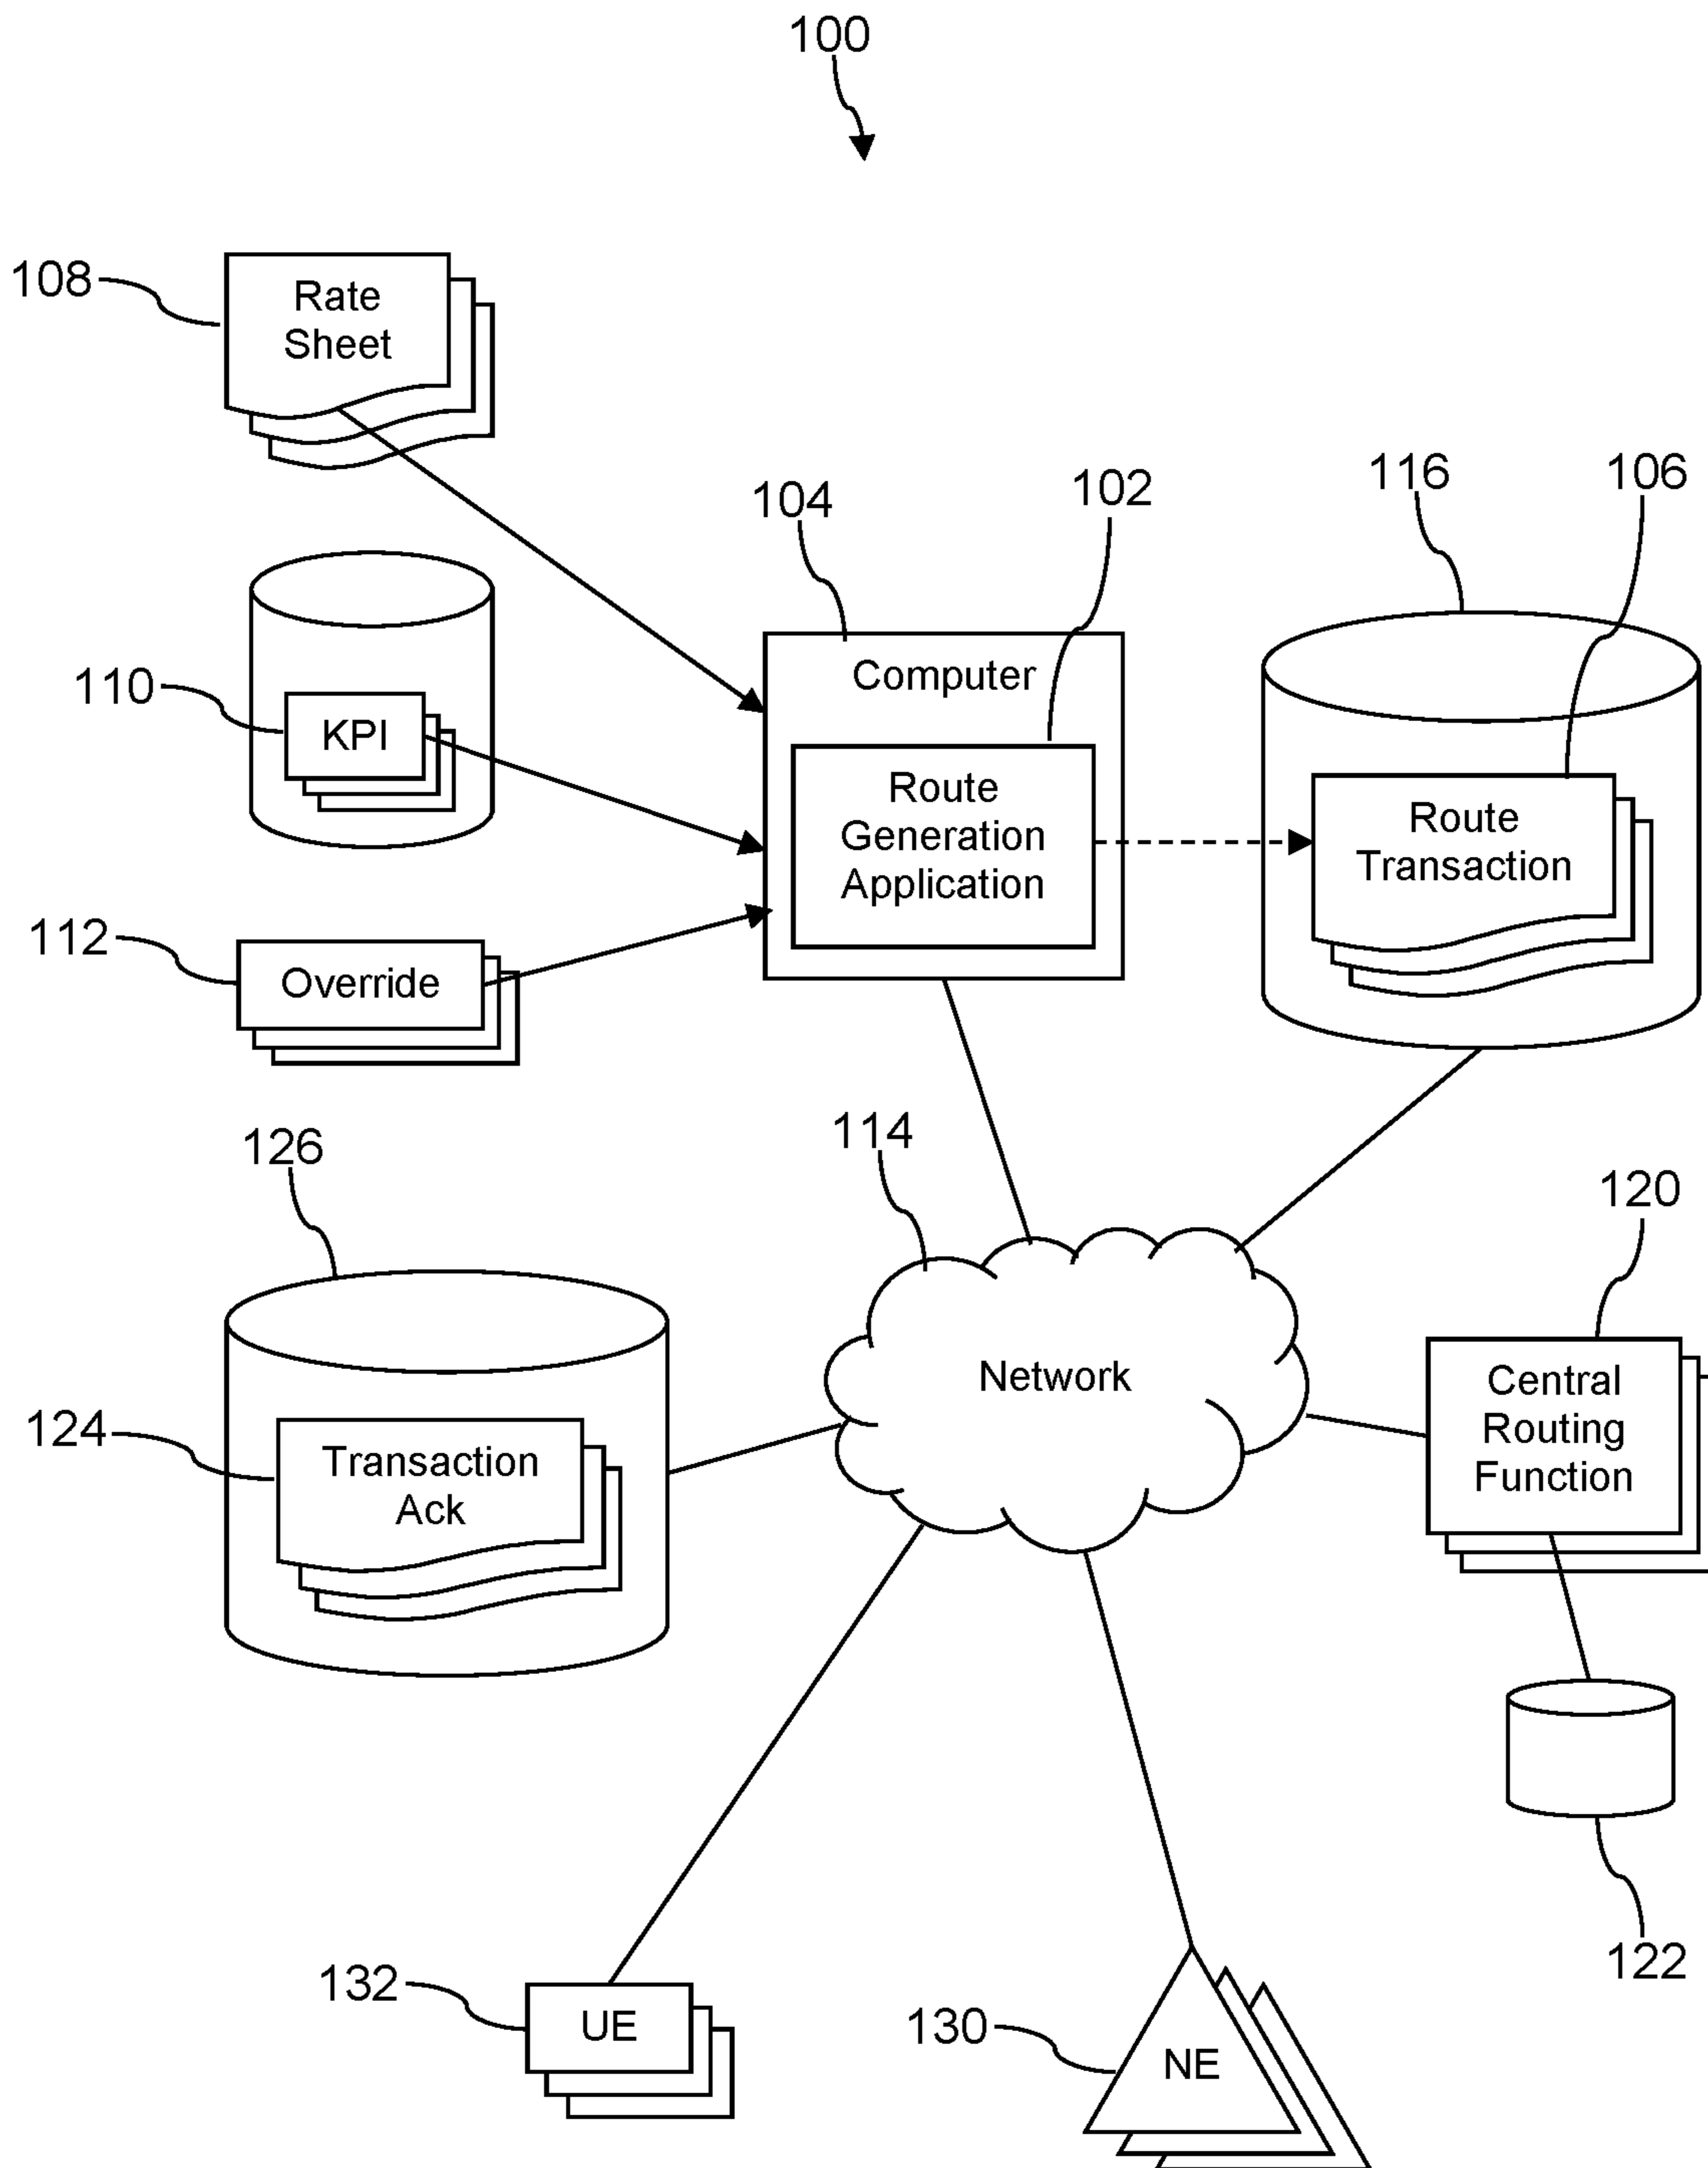 100
108
Rate
Sheet
104
102
116
106
110
KPI
Computer
Route
Generation
Application
Route
Transaction
112
Override
126
114
120
124
Transaction
Ack
Network
Central
Routing
Function
122
132
UE
130
NE